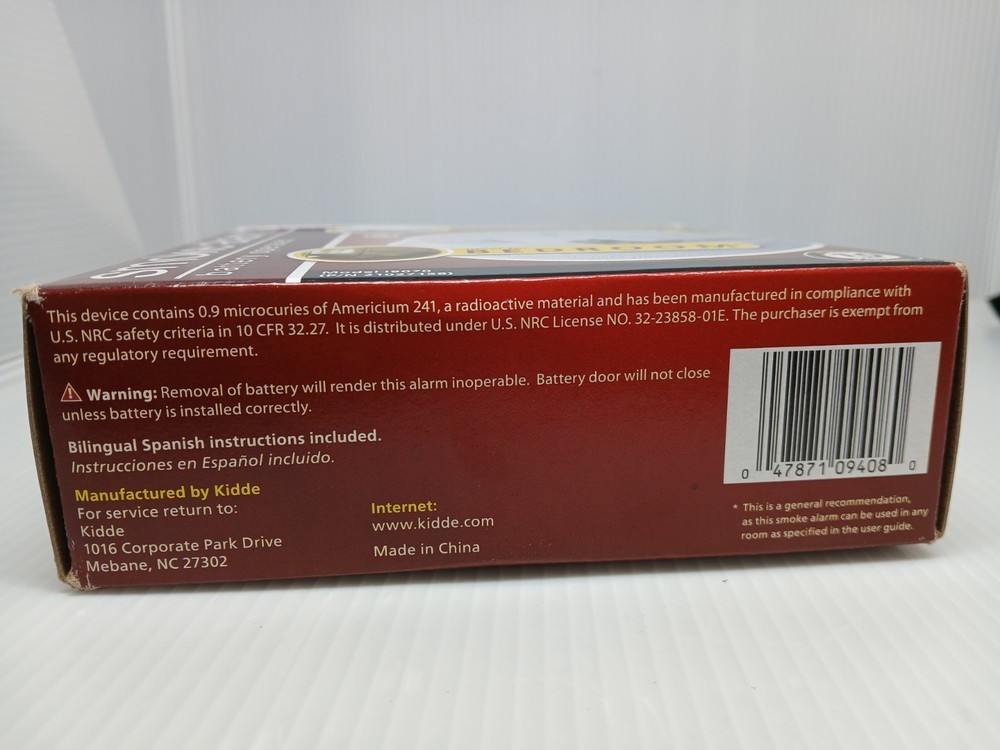 battery operated
BEDROOM
This device contains 0.9 microcuries of Americium 241, a radioactive material and has been manufactured in compliance with
U.S. NRC safety criteria in 10 CFR 32.27. It is distributed under U.S. NRC License NO. 32-23858-01E. The purchaser is exempt from
any regulatory requirement.
Warning: Removal of battery will render this alarm inoperable. Battery door will not close
unless battery is installed correctly.
Bilingual Spanish instructions included.
Instrucciones en Español incluido.
Manufactured by Kidde
For service return to:
Kidde
1016 Corporate Park Drive
Mebane, NC 27302
Internet:
www.kidde.com
Made in China
0 47871 09408 0
* This is a general recommendation,
as this smoke alarm can be used in any
room as specified in the user guide.